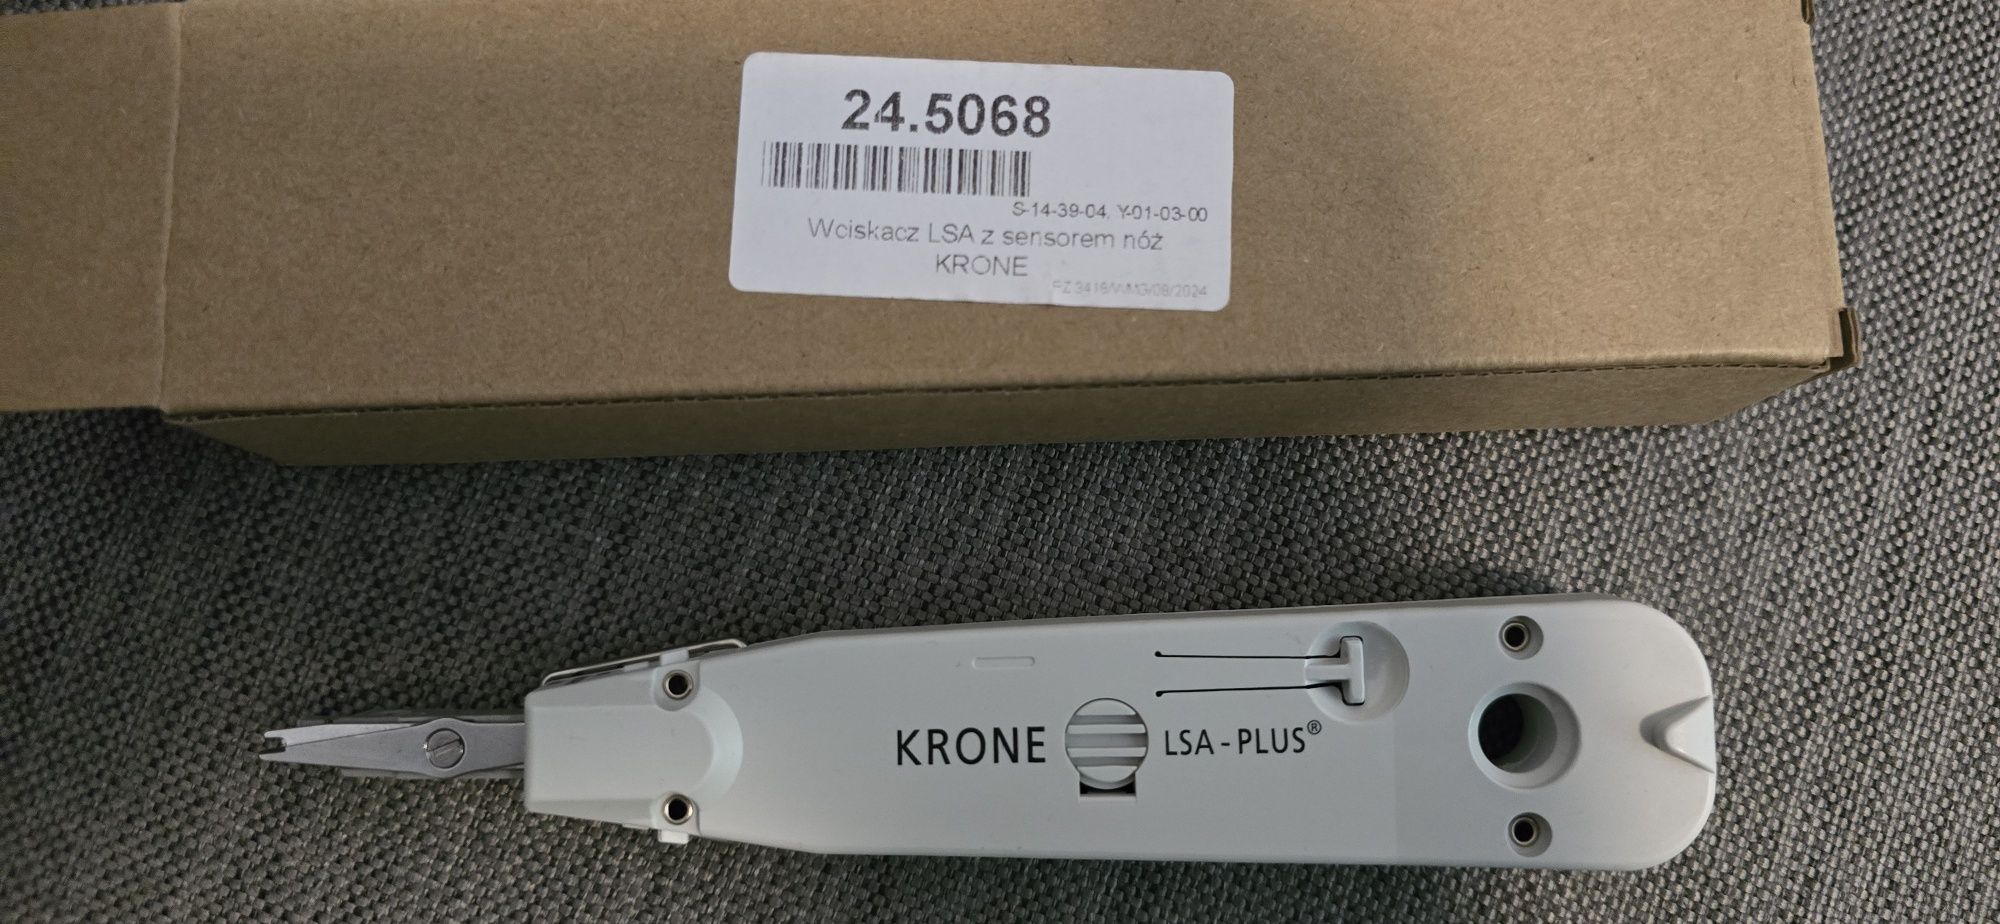 24.5068
S-14-39-04, Y-01-03-00
Wciskacz LSA z sensorem nóż
KRONE
KRONE LSA-PLUS®